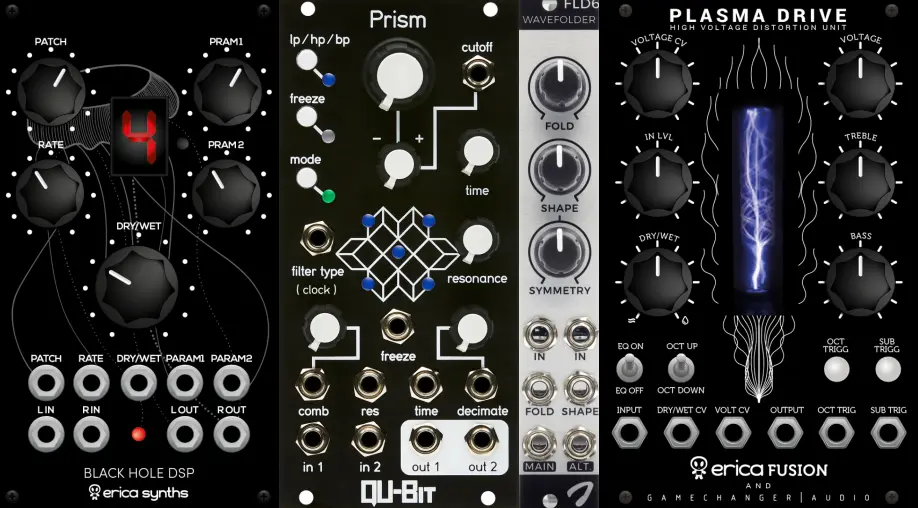 PATCH
PRAM1
4
RATE
PRAM 2
DRY/WET
PATCH RATE DRY/WET PARAM1 PARAM2
L IN R IN L OUT R OUT
BLACK HOLE DSP
erica synths
Prism
lp/hp/bp
cutoff
freeze
- +
mode
time
filter type
( clock )
resonance
freeze
comb res time decimate
in 1 in 2 out 1 out 2
QU-BIT
FLD6
WAVEFOLDER
FOLD
SHAPE
SYMMETRY
IN IN
FOLD SHAPE
MAIN ALT
PLASMA DRIVE
HIGH VOLTAGE DISTORTION UNIT
VOLTAGE CV VOLTAGE
IN LVL TREBLE
DRY/WET BASS
EQ ON OCT UP OCT TRIGG SUB TRIGG
EQ OFF OCT DOWN
INPUT DRY/WET CV VOLT CV OUTPUT OCT TRIG SUB TRIG
erica FUSION
AND
GAMECHANGER|AUDIO